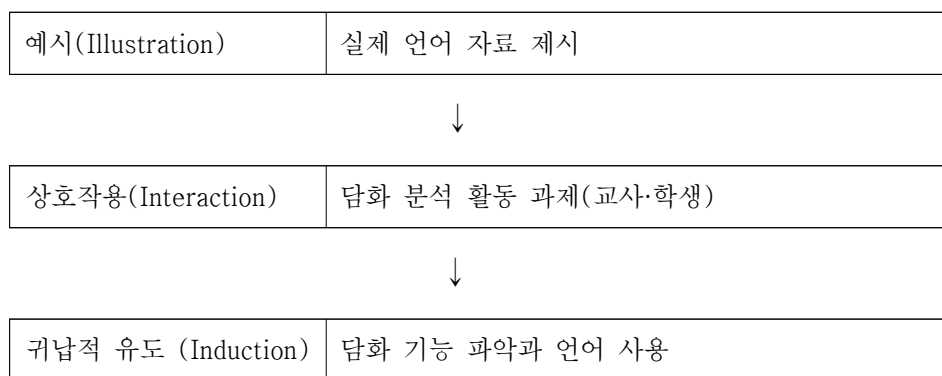 예시(Illustration) 실제 언어 자료 제시
↓
상호작용(Interaction) 담화 분석 활동 과제(교사·학생)
↓
귀납적 유도 (Induction) 담화 기능 파악과 언어 사용